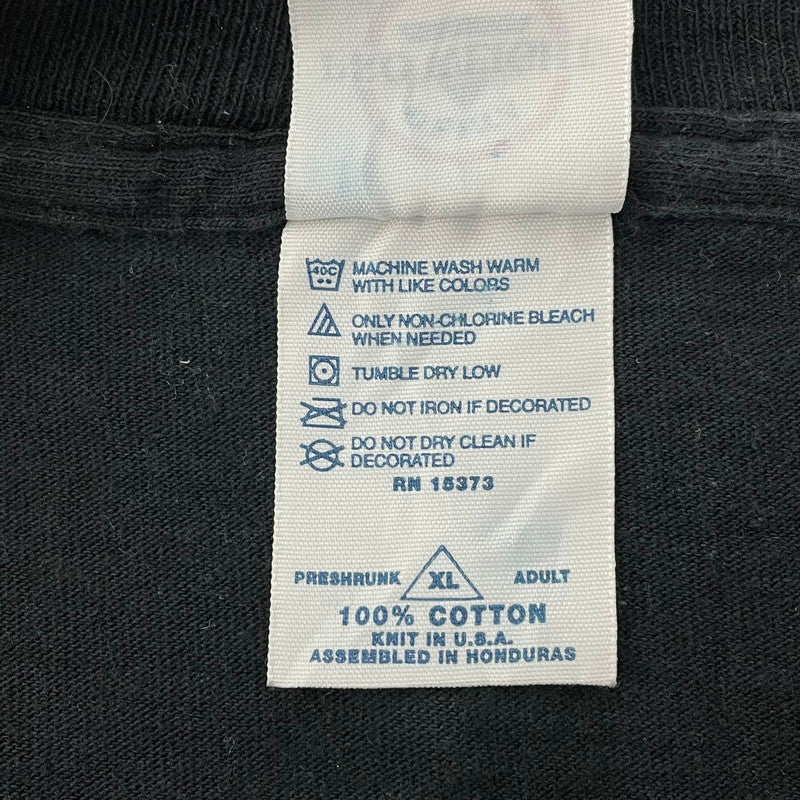 40C MACHINE WASH WARM
WITH LIKE COLORS
ONLY NON-CHLORINE BLEACH
WHEN NEEDED
TUMBLE DRY LOW
DO NOT IRON IF DECORATED
DO NOT DRY CLEAN IF
DECORATED
RN 15373
PRESHRUNK XL ADULT
100% COTTON
KNIT IN U.S.A.
ASSEMBLED IN HONDURAS